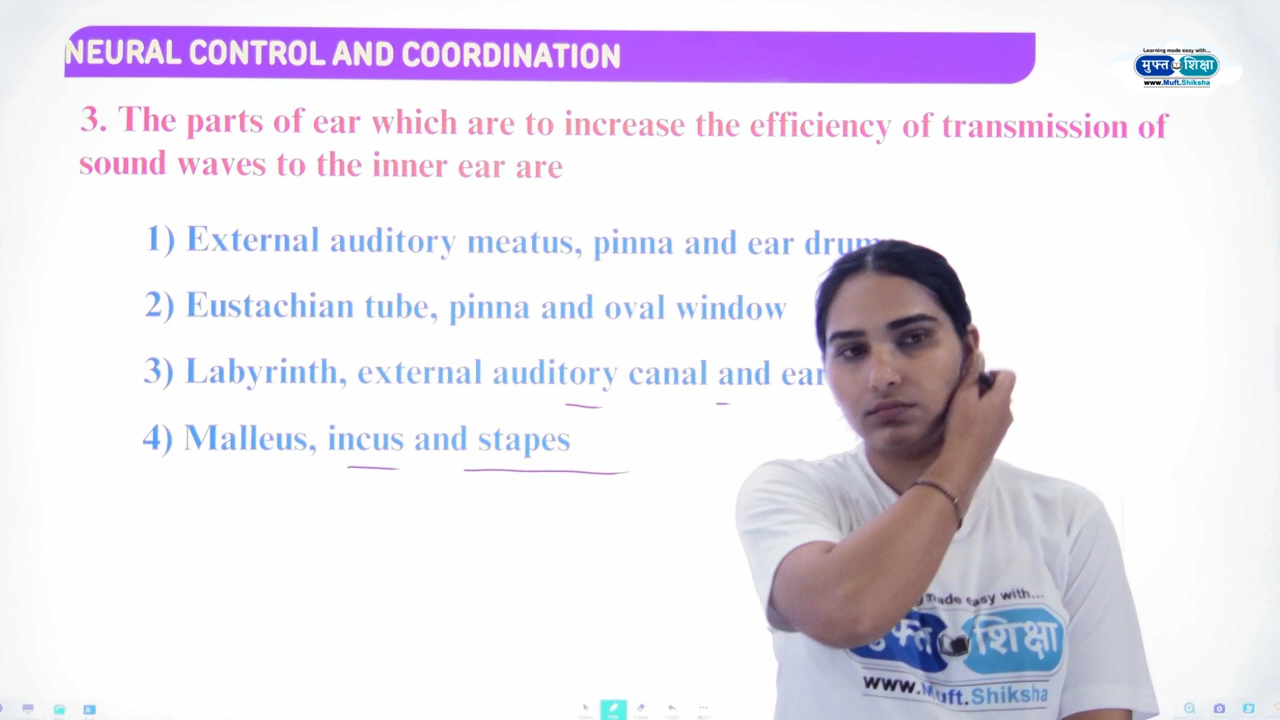 NEURAL CONTROL AND COORDINATION
Learning made easy with...
मुफ्त शिक्षा
www.Muft.Shiksha
3. The parts of ear which are to increase the efficiency of transmission of
sound waves to the inner ear are
1) External auditory meatus, pinna and ear
2) Eustachian tube, pinna and oval window
3) Labyrinth, external auditory canal and ear
4) Malleus, incus and stapes
made easy with...
शिक्षा
www.Muft.Shiksha